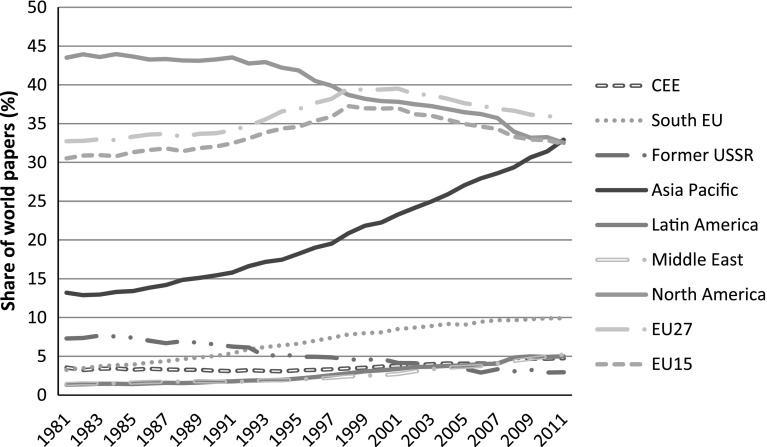 Share of world papers (%)
50
45
40
35
30
25
20
15
10
5
0
1981
1983
1985
1987
1989
1991
1993
1995
1997
1999
2001
2003
2005
2007
2009
2011
CEE
South EU
Former USSR
Asia Pacific
Latin America
Middle East
North America
EU27
EU15